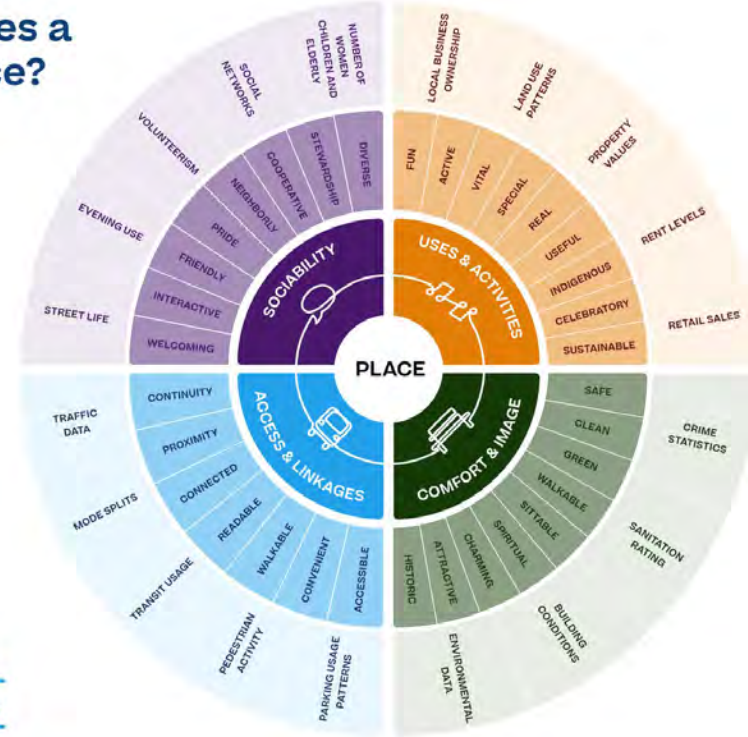 es a
e?
NUMBER OF
WOMEN
CHILDREN AND
ELDERLY
SOCIAL
NETWORKS
VOLUNTEERISM
EVENING USE
STREET LIFE
DIVERSE
STEWARDSHIP
COOPERATIVE
NEIGHBORLY
PRIDE
FRIENDLY
INTERACTIVE
WELCOMING
SOCIABILITY
LOCAL BUSINESS
OWNERSHIP
LAND USE
PATTERNS
PROPERTY
VALUES
RENT LEVELS
RETAIL SALES
FUN
ACTIVE
VITAL
SPECIAL
REAL
USEFUL
INDIGENOUS
CELEBRATORY
SUSTAINABLE
USES & ACTIVITIES
PLACE
ACCESS & LINKAGES
CONTINUITY
PROXIMITY
CONNECTED
READABLE
WALKABLE
CONVENIENT
ACCESSIBLE
TRAFFIC
DATA
MODE SPLITS
TRANSIT USAGE
PEDESTRIAN
ACTIVITY
PARKING USAGE
PATTERNS
COMFORT & IMAGE
SAFE
CLEAN
GREEN
WALKABLE
SITTABLE
SPIRITUAL
CHARMING
ATTRACTIVE
HISTORIC
CRIME
STATISTICS
SANITATION
RATING
BUILDING
CONDITIONS
ENVIRONMENTAL
DATA